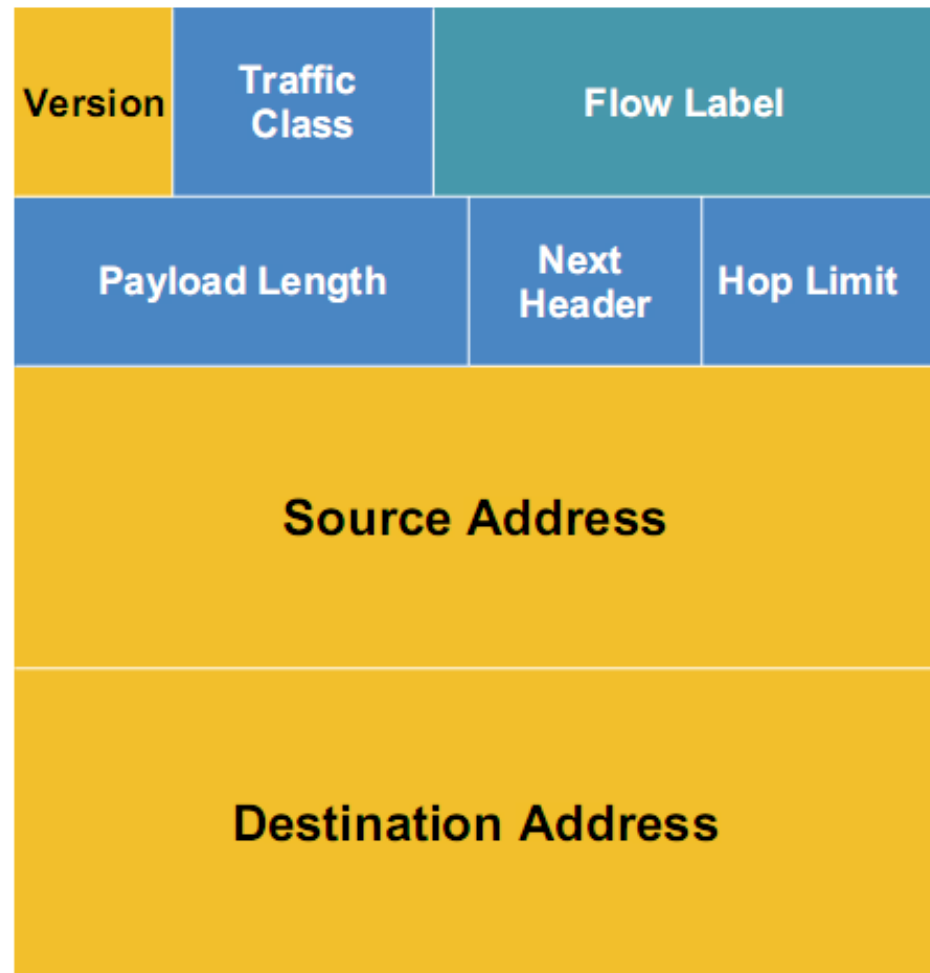 Version
Traffic
Class
Flow Label
Payload Length
Next
Header
Hop Limit
Source Address
Destination Address